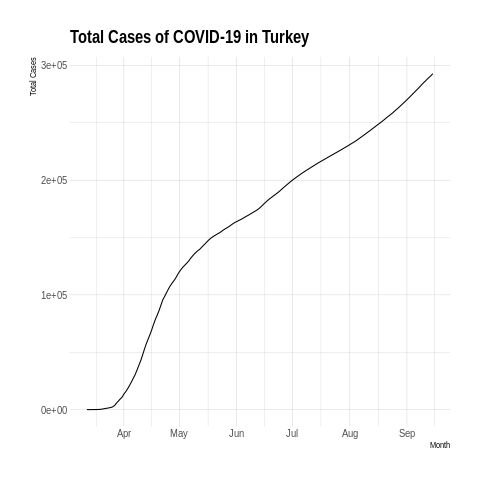 Total Cases of COVID-19 in Turkey
Total Cases
3e+05
2e+05
1e+05
0e+00
Apr May Jun Jul Aug Sep
Month